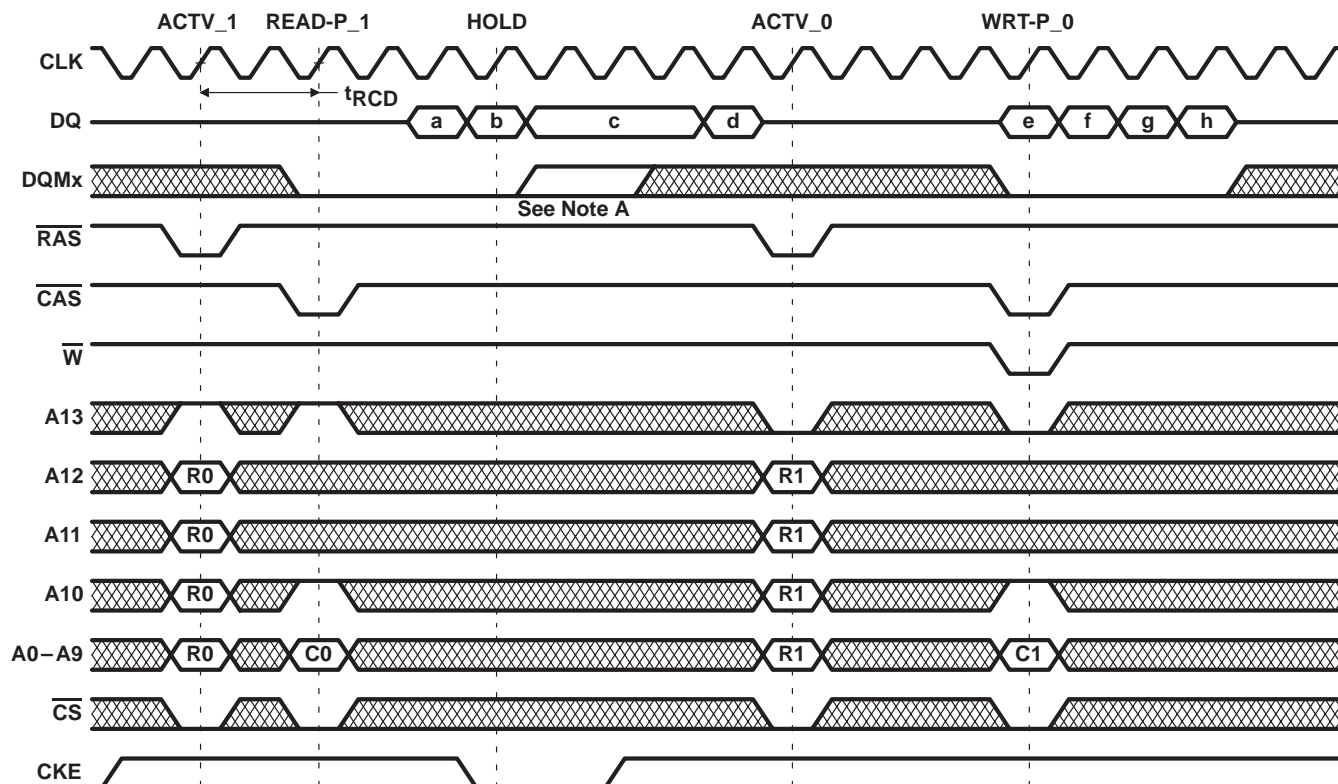 ACTV_1 READ-P_1 HOLD ACTV_0 WRT-P_0
CLK
tRCD
DQ a b c d e f g h
DQMx
See Note A
RAS
CAS
W
A13
A12 R0 R1
A11 R0 R1
A10 R0 R1
A0–A9 R0 C0 R1 C1
CS
CKE